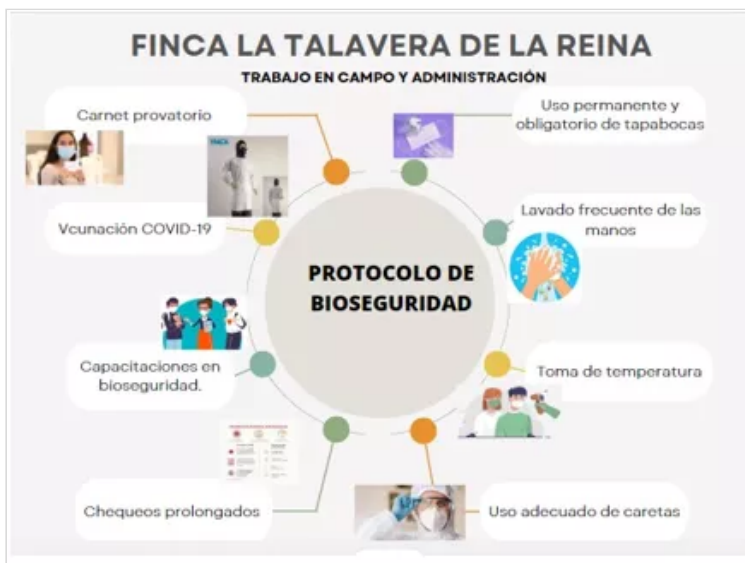 FINCA LA TALAVERA DE LA REINA
TRABAJO EN CAMPO Y ADMINISTRACIÓN
Carnet provatorio
Uso permanente y
obligatorio de tapabocas
Vcunación COVID-19
Lavado frecuente de las
manos
PROTOCOLO DE
BIOSEGURIDAD
Capacitaciones en
bioseguridad.
Toma de temperatura
Chequeos prolongados
Uso adecuado de caretas